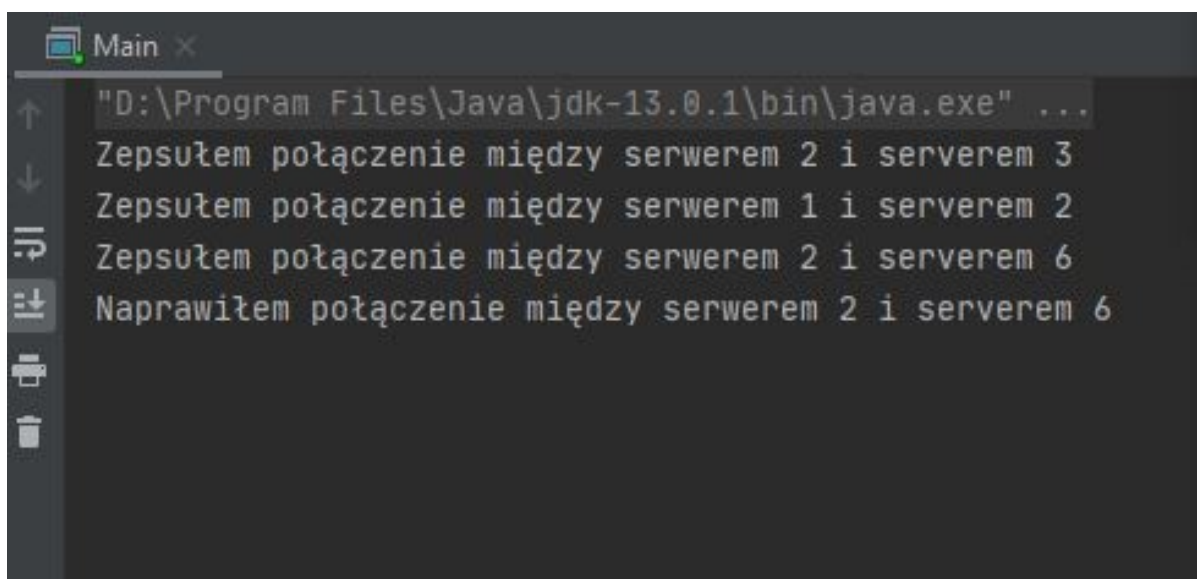 Main
"D:\Program Files\Java\jdk-13.0.1\bin\java.exe" ...
Zepsułem połączenie między serwerem 2 i serverem 3
Zepsułem połączenie między serwerem 1 i serverem 2
Zepsułem połączenie między serwerem 2 i serverem 6
Naprawiłem połączenie między serwerem 2 i serverem 6